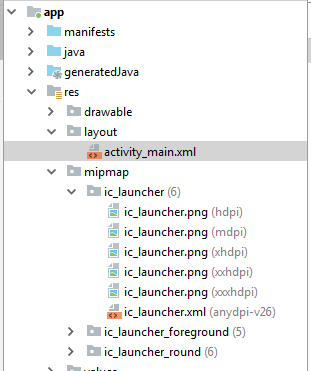 app
manifests
java
generatedJava
res
drawable
layout
activity_main.xml
mipmap
ic_launcher (6)
ic_launcher.png (hdpi)
ic_launcher.png (mdpi)
ic_launcher.png (xhdpi)
ic_launcher.png (xxhdpi)
ic_launcher.png (xxxhdpi)
ic_launcher.xml (anydpi-v26)
ic_launcher_foreground (5)
ic_launcher_round (6)